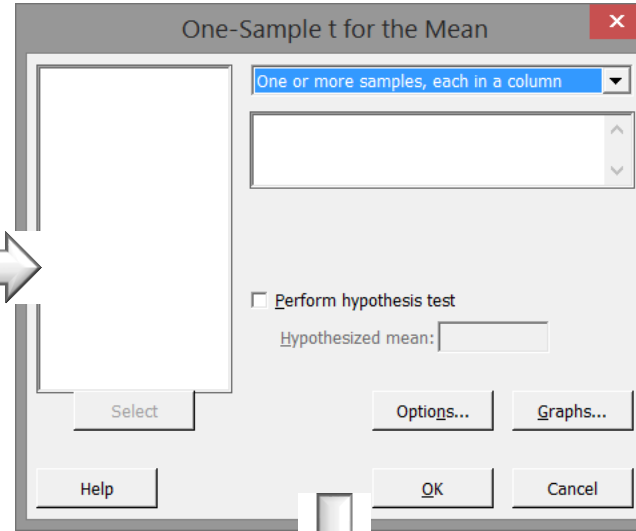 One-Sample t for the Mean
One or more samples, each in a column
Perform hypothesis test
Hypothesized mean:
Select
Options...
Graphs...
Help
OK
Cancel